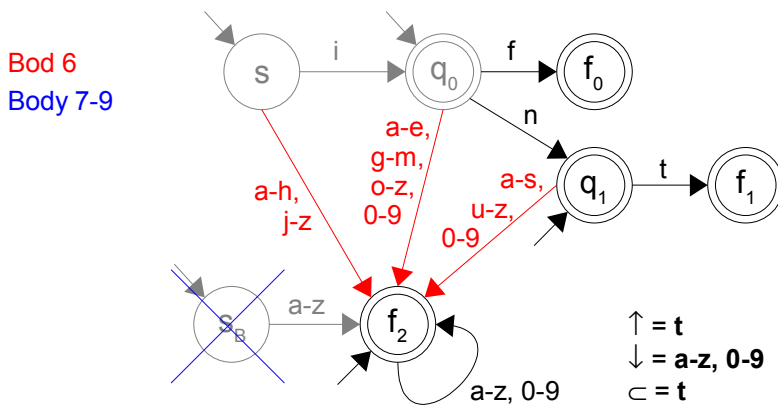 Bod 6
Body 7-9
s
i
q0
f
f0
n
a-e,
g-m,
o-z,
0-9
a-h,
j-z
a-s,
u-z,
0-9
q1
t
f1
sB
a-z
f2
a-z, 0-9
↑ = t
↓ = a-z, 0-9
⊂ = t